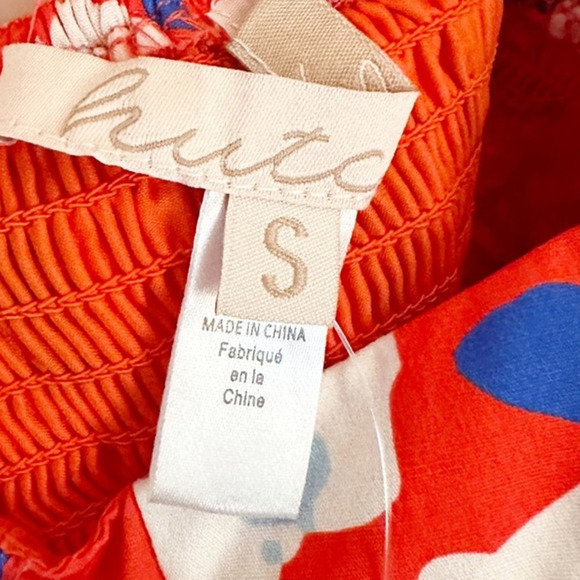 hutc
S
MADE IN CHINA
Fabriqué
en la
Chine